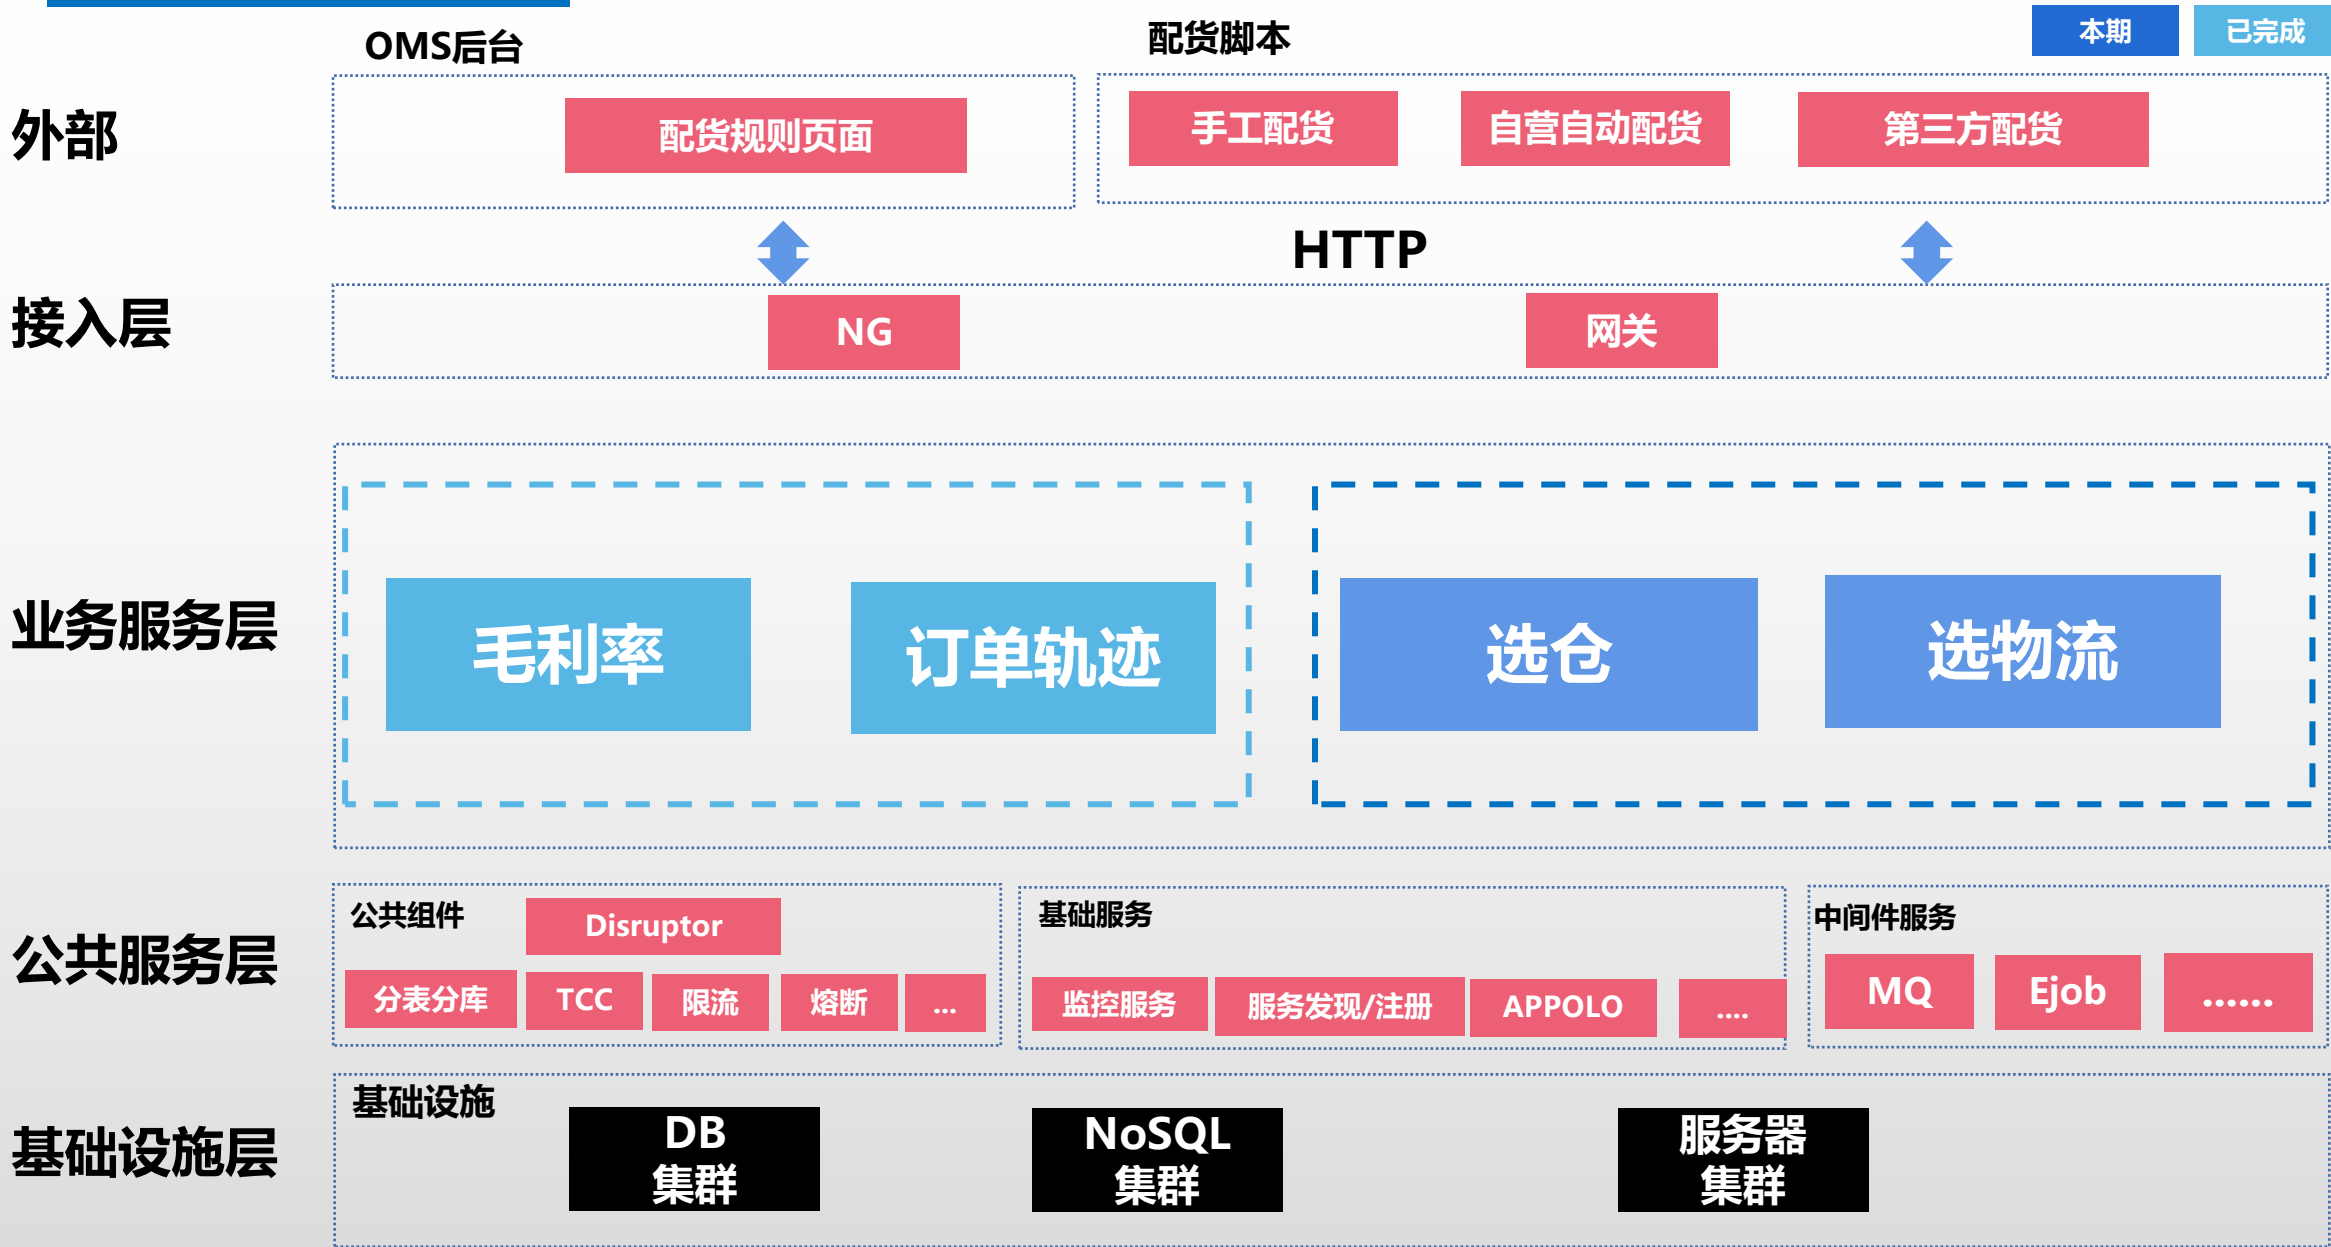 本期
已完成
OMS后台
配货脚本
外部
配货规则页面
手工配货
自营自动配货
第三方配货
HTTP
接入层
NG
网关
业务服务层
毛利率
订单轨迹
选仓
选物流
公共服务层
公共组件
Disruptor
分表分库
TCC
限流
熔断
...
基础服务
监控服务
服务发现/注册
APPOLO
....
中间件服务
MQ
Ejob
......
基础设施层
基础设施
DB
集群
NoSQL
集群
服务器
集群